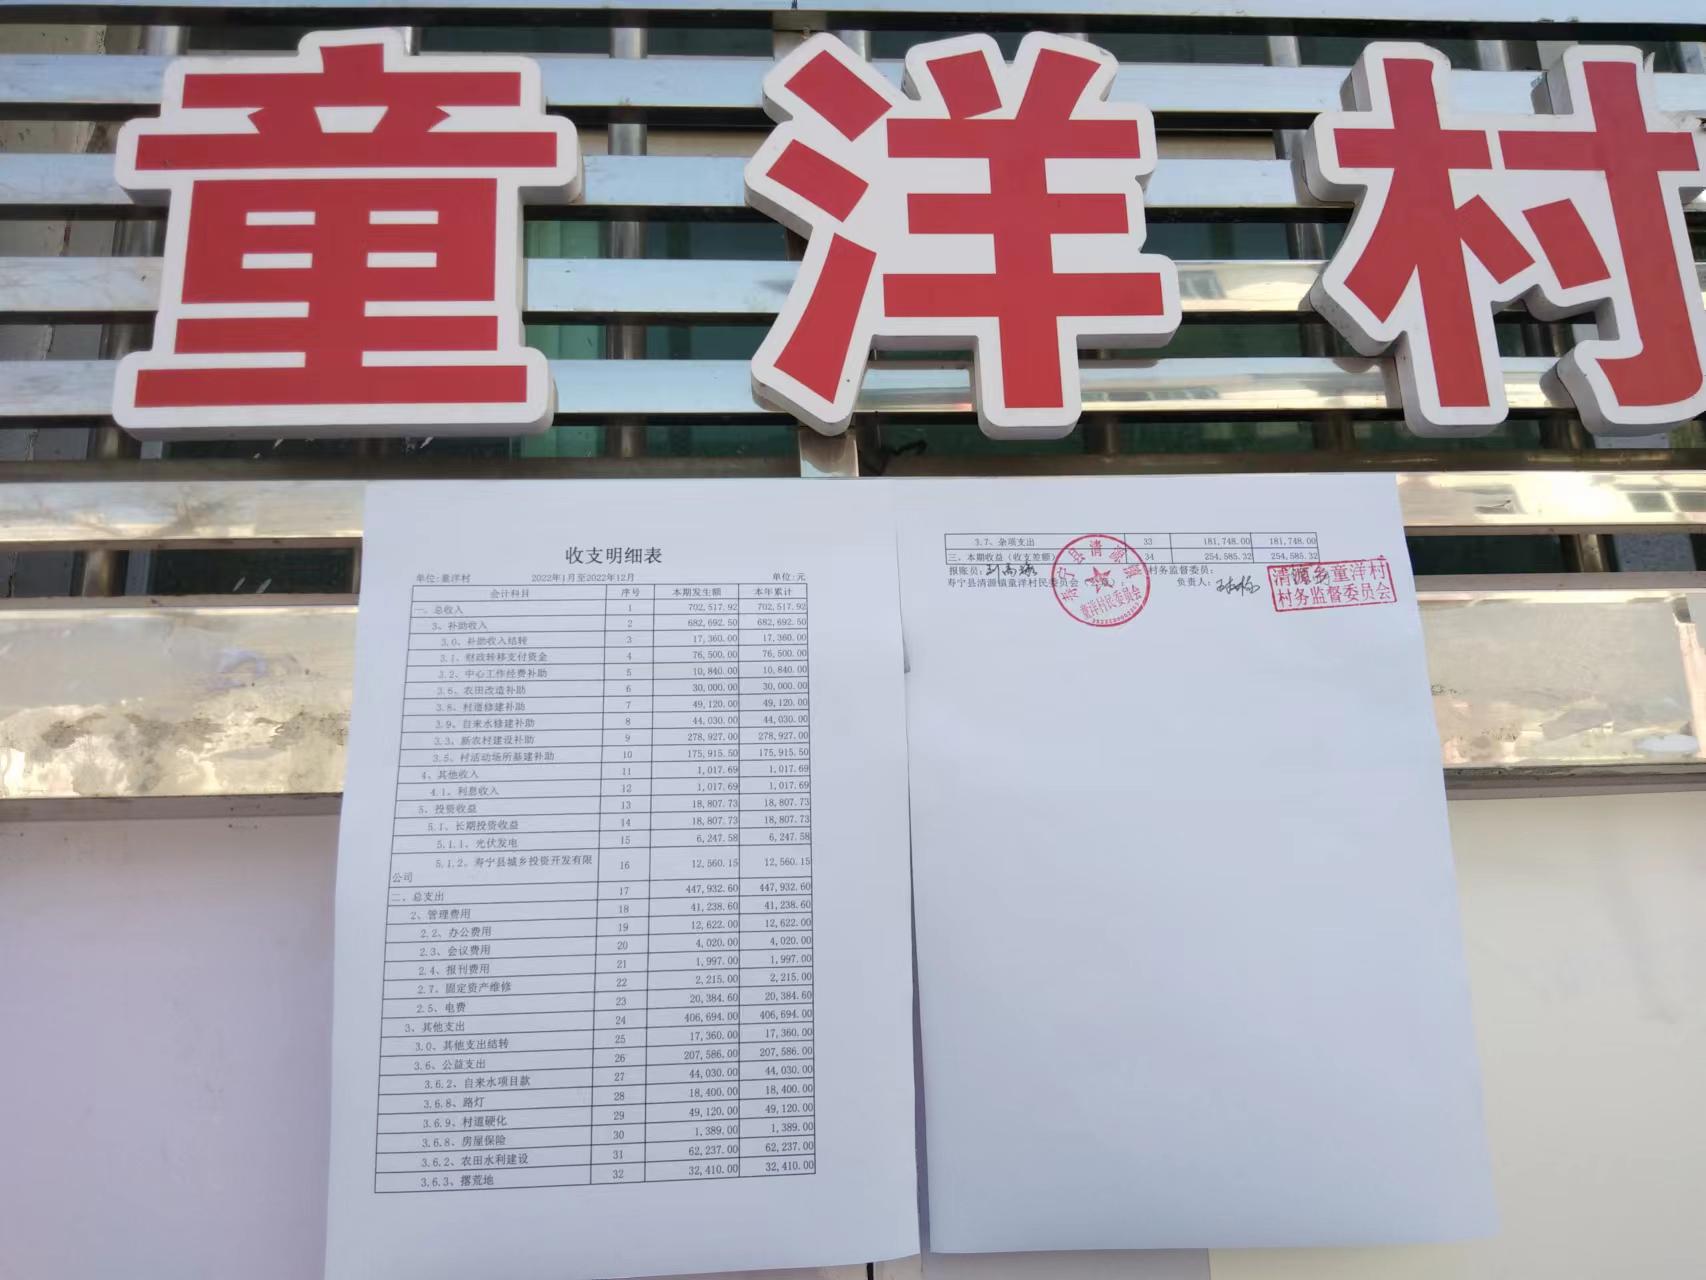 童洋村
收支明细表
单位:童洋村 2022年1月至2022年12月 单位:元
会计科目 序号 本期发生额 本年累计
一、总收入 1 702,517.92 702,517.92
3、补助收入 2 682,692.50 682,692.50
3.0、补助收入结转 3 17,360.00 17,360.00
3.1、财政转移支付资金 4 76,500.00 76,500.00
3.2、中心工作经费补助 5 10,840.00 10,840.00
3.6、农田改造补助 6 30,000.00 30,000.00
3.8、村道修建补助 7 49,120.00 49,120.00
3.9、自来水修建补助 8 44,030.00 44,030.00
3.3、新农村建设补助 9 278,927.00 278,927.00
3.5、村活动场所基建补助 10 175,915.50 175,915.50
4、其他收入 11 1,017.69 1,017.69
4.1、利息收入 12 1,017.69 1,017.69
5、投资收益 13 18,807.73 18,807.73
5.1、长期投资收益 14 18,807.73 18,807.73
5.1.1、光伏发电 15 6,247.58 6,247.58
5.1.2、寿宁县城乡投资开发有限
公司 16 12,560.15 12,560.15
二、总支出 17 447,932.60 447,932.60
2、管理费用 18 41,238.60 41,238.60
2.2、办公费用 19 12,622.00 12,622.00
2.3、会议费用 20 4,020.00 4,020.00
2.4、报刊费用 21 1,997.00 1,997.00
2.7、固定资产维修 22 2,215.00 2,215.00
2.5、电费 23 20,384.60 20,384.60
3、其他支出 24 406,694.00 406,694.00
3.0、其他支出结转 25 17,360.00 17,360.00
3.6、公益支出 26 207,586.00 207,586.00
3.6.2、自来水项目款 27 44,030.00 44,030.00
3.6.8、路灯 28 18,400.00 18,400.00
3.6.9、村道硬化 29 49,120.00 49,120.00
3.6.8、房屋保险 30 1,389.00 1,389.00
3.6.2、农田水利建设 31 62,237.00 62,237.00
3.6.3、撂荒地 32 32,410.00 32,410.00
3.7、杂项支出 33 181,748.00 181,748.00
三、本期收益（收支差额） 34 254,585.32 254,585.32
报账员: 村务监督委员:
寿宁县清源镇童洋村民委员会 负责人:
寿宁县清源镇
童洋村民委员会
清源乡童洋村
村务监督委员会